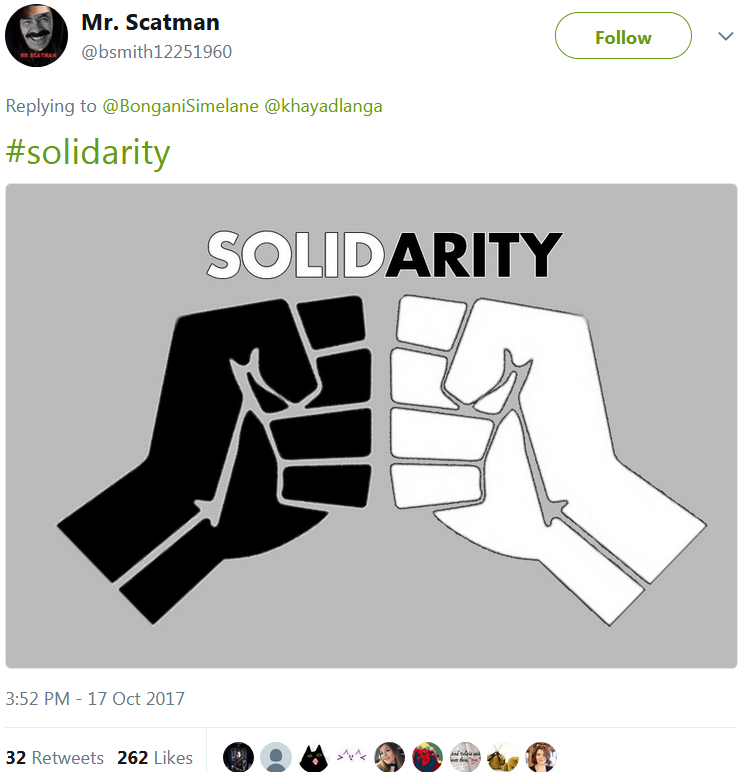 Mr. Scatman
@bsmith12251960
Follow
Replying to @BonganiSimelane @khayadlanga
#solidarity
SOLIDARITY
3:52 PM - 17 Oct 2017
32 Retweets 262 Likes